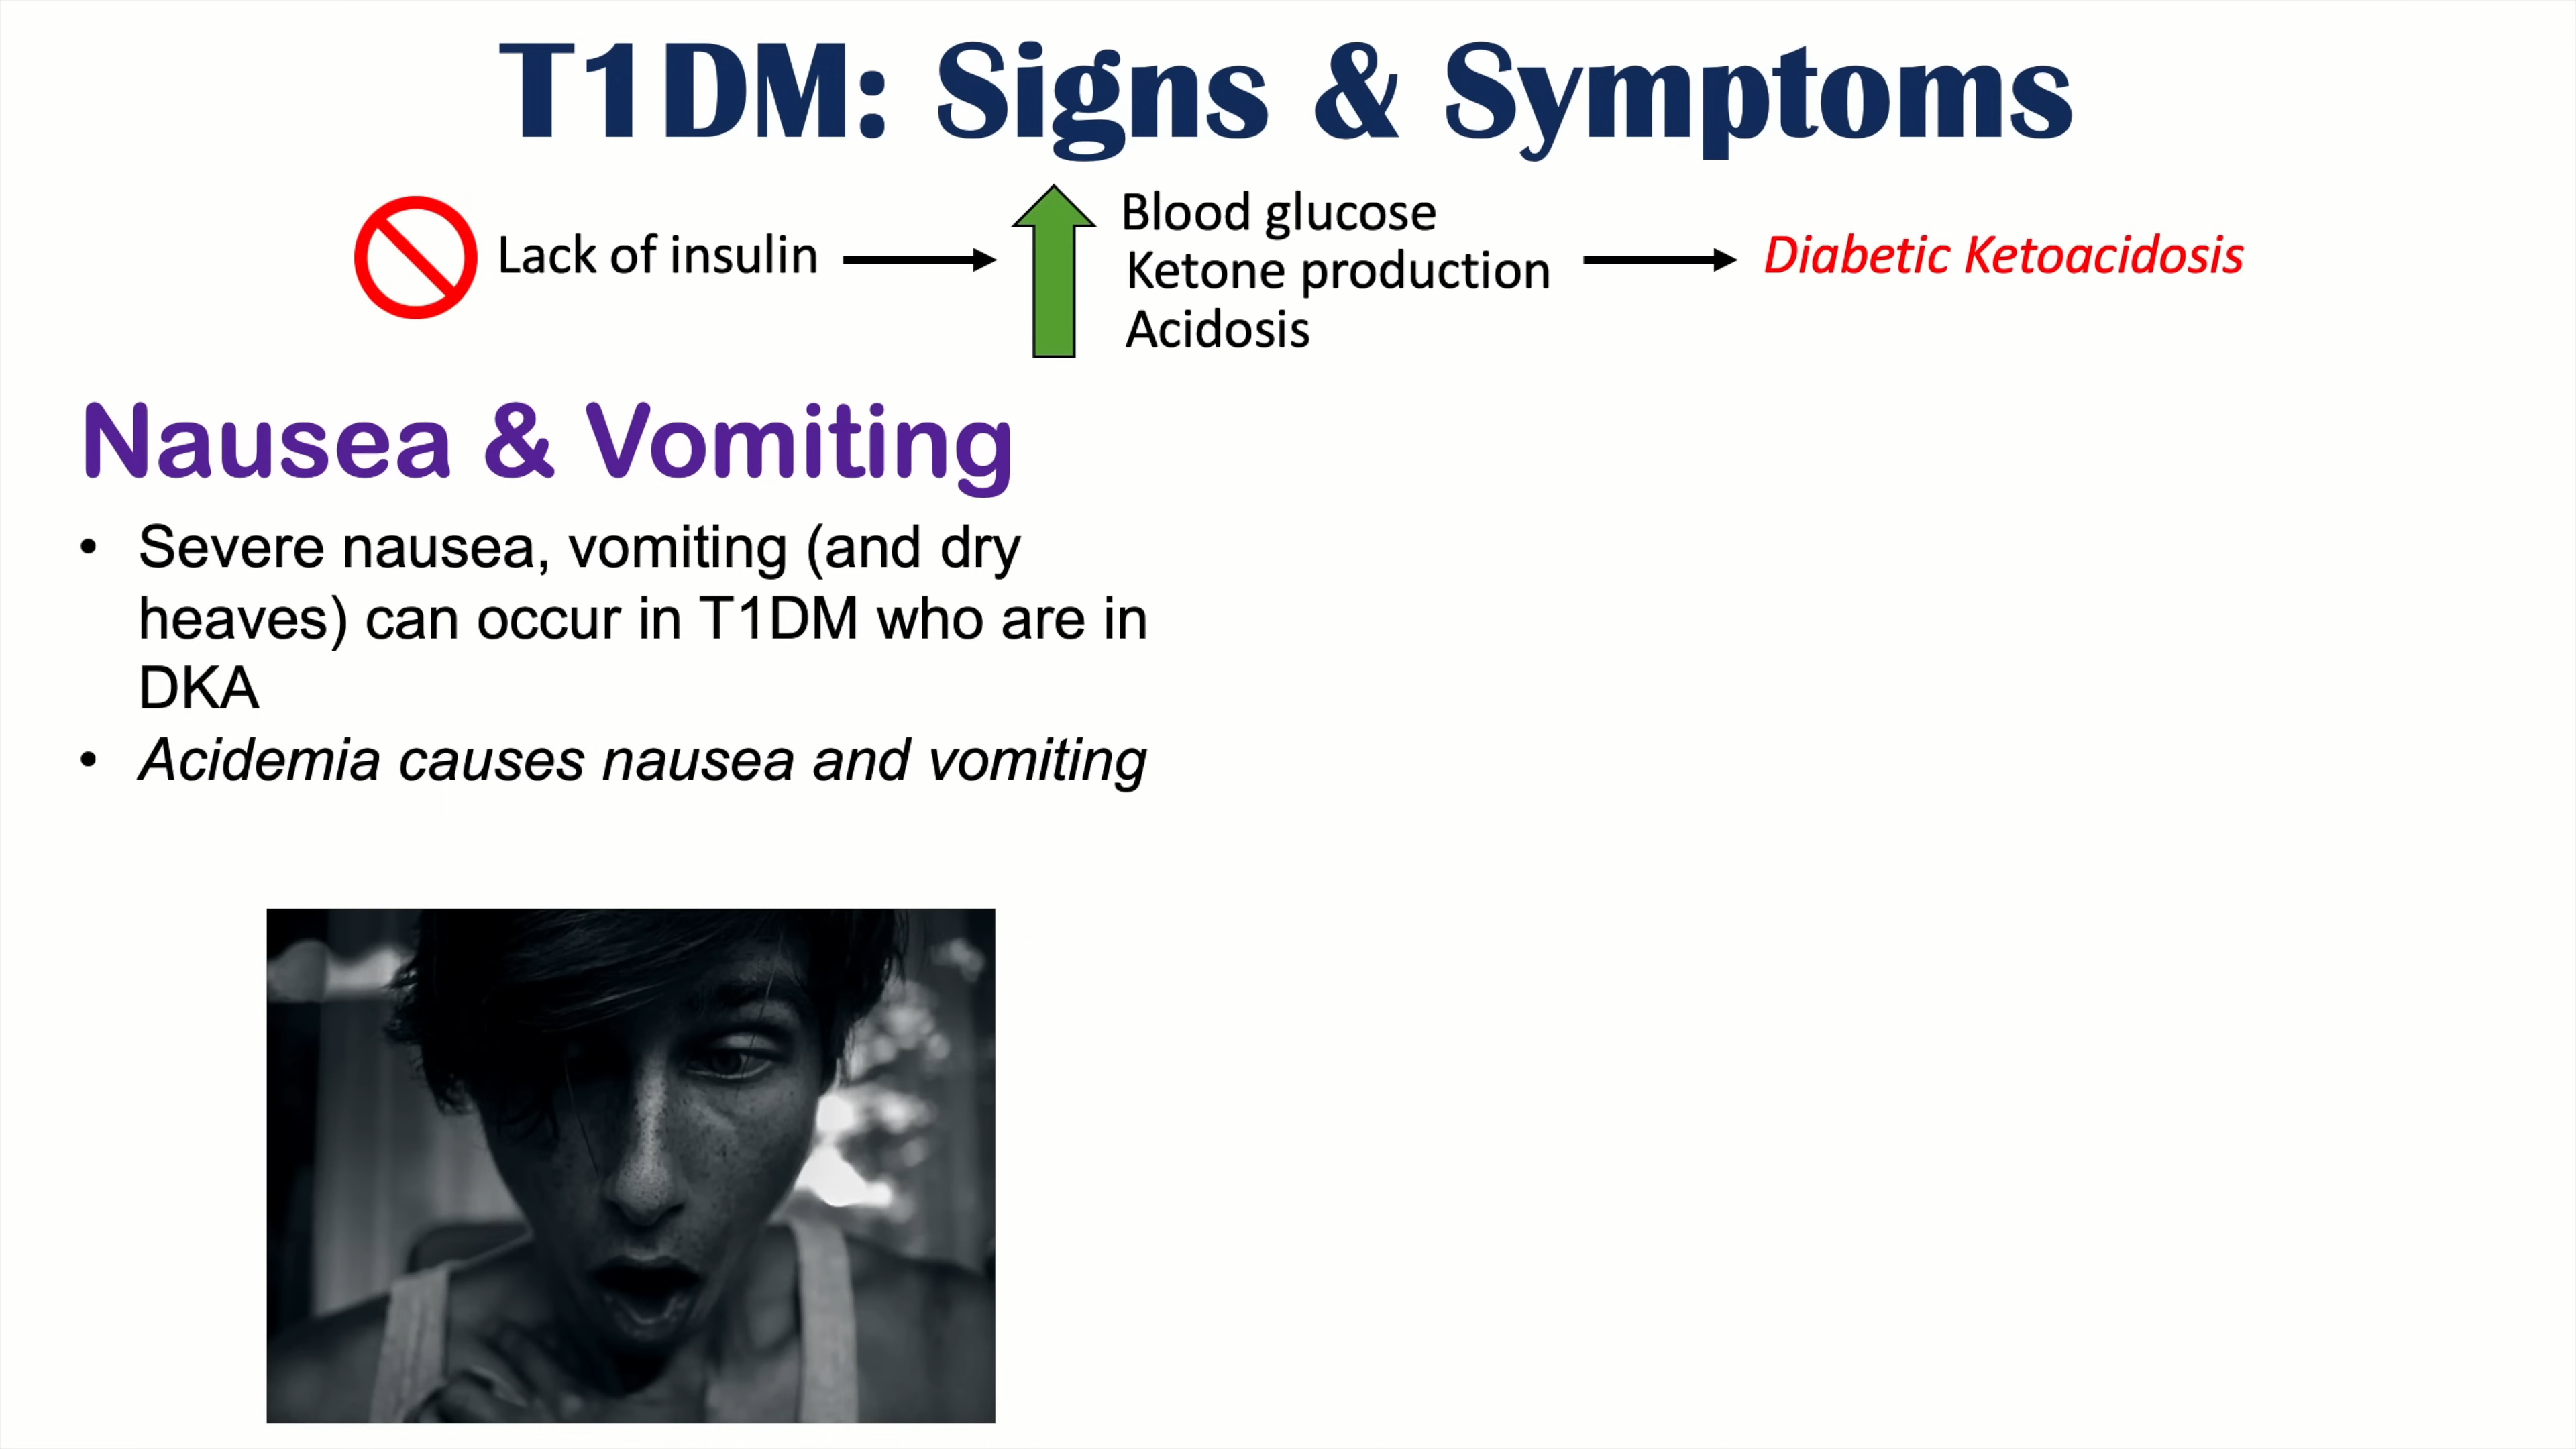 T1DM: Signs & Symptoms
Lack of insulin
Blood glucose
Ketone production
Acidosis
Diabetic Ketoacidosis
Nausea & Vomiting
• Severe nausea, vomiting (and dry
heaves) can occur in T1DM who are in
DKA
• Acidemia causes nausea and vomiting